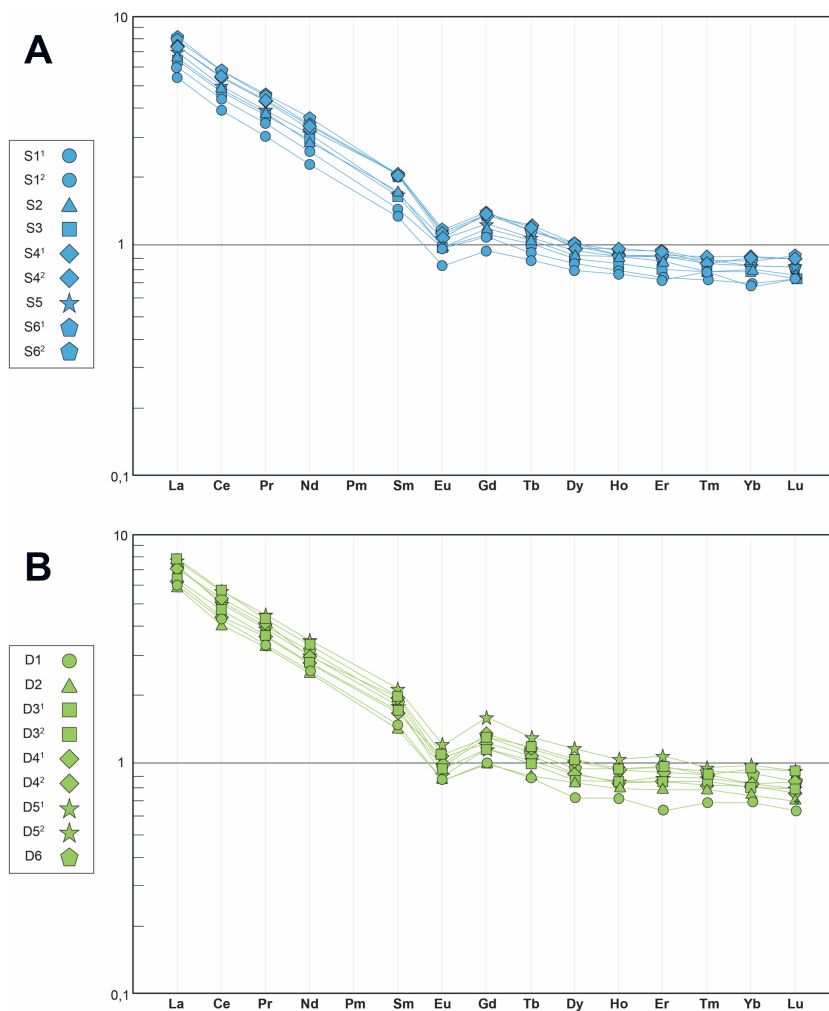 A
10
1
0,1
S1¹
S1²
S2
S3
S4¹
S4²
S5
S6¹
S6²
La Ce Pr Nd Pm Sm Eu Gd Tb Dy Ho Er Tm Yb Lu
B
10
1
0,1
D1
D2
D3¹
D3²
D4¹
D4²
D5¹
D5²
D6
La Ce Pr Nd Pm Sm Eu Gd Tb Dy Ho Er Tm Yb Lu